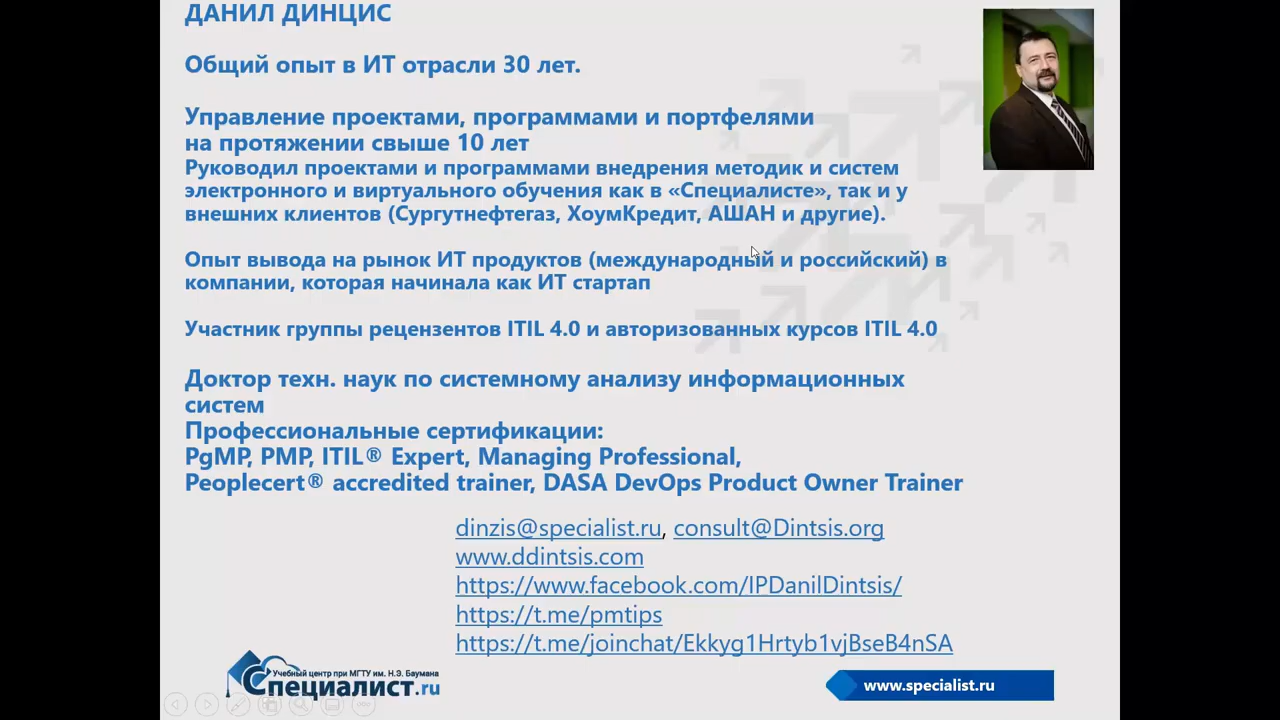 ДАНИЛ ДИНЦИС
Общий опыт в ИТ отрасли 30 лет.
Управление проектами, программами и портфелями
на протяжении свыше 10 лет
Руководил проектами и программами внедрения методик и систем
электронного и виртуального обучения как в «Специалисте», так и у
внешних клиентов (Сургутнефтегаз, ХоумКредит, АШАН и другие).
Опыт вывода на рынок ИТ продуктов (международный и российский) в
компании, которая начинала как ИТ стартап
Участник группы рецензентов ITIL 4.0 и авторизованных курсов ITIL 4.0
Доктор техн. наук по системному анализу информационных
систем
Профессиональные сертификации:
PgMP, PMP, ITIL® Expert, Managing Professional,
Peoplecert® accredited trainer, DASA DevOps Product Owner Trainer
dinzis@specialist.ru, consult@Dintsis.org
www.ddintsis.com
https://www.facebook.com/IPDanilDintsis/
https://t.me/pmtips
https://t.me/joinchat/Ekkyg1Hrtyb1vjBseB4nSA
Учебный центр при МГТУ им. Н.Э. Баумана
Специалист.ru
www.specialist.ru